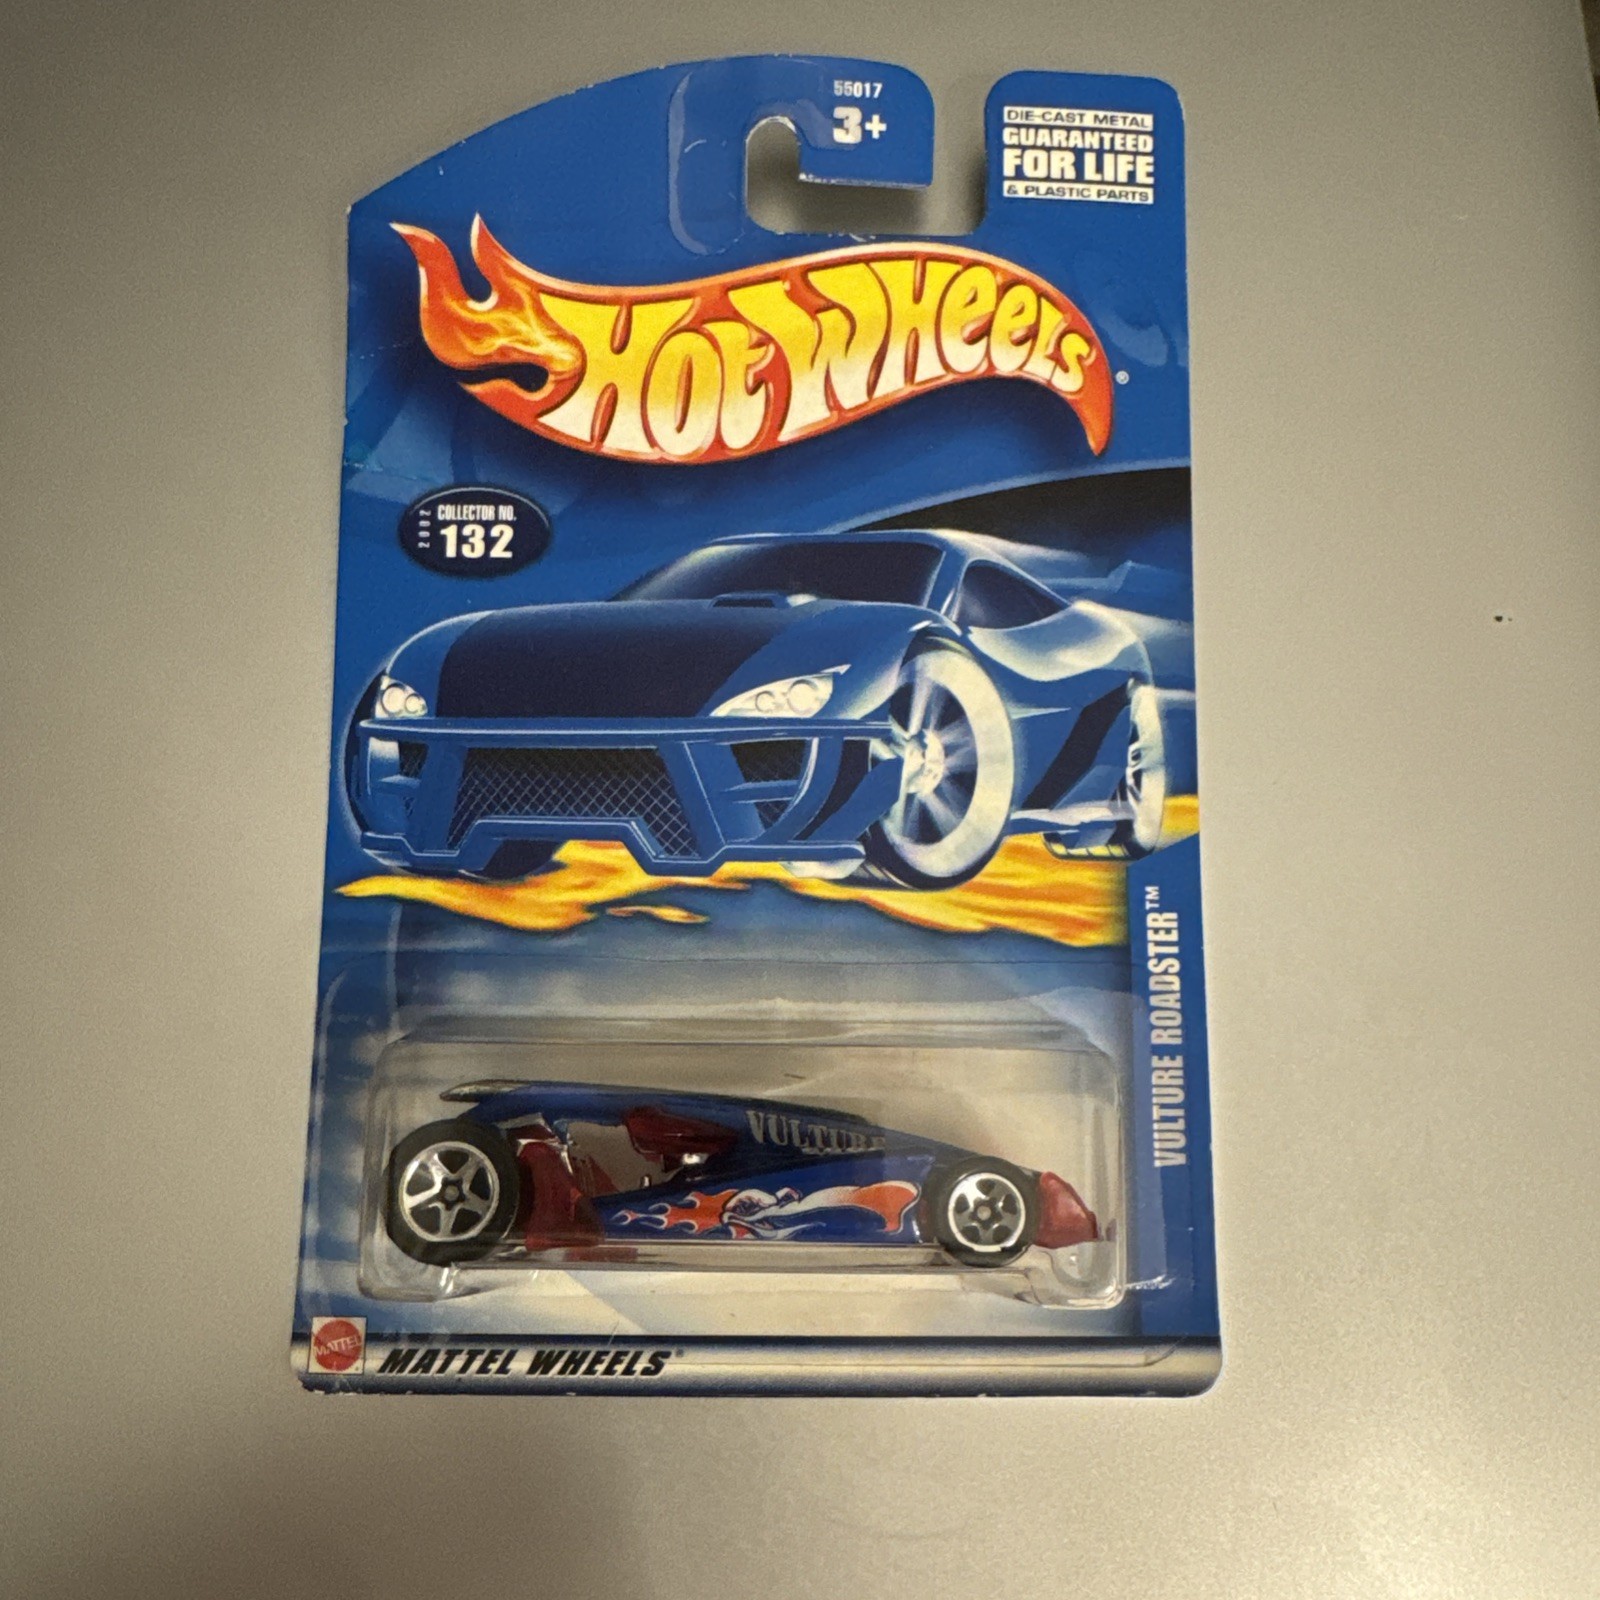 55017
3+
DIE-CAST METAL
GUARANTEED
FOR LIFE
& PLASTIC PARTS
HOT WHEELS®
2002
COLLECTOR NO.
132
VULTURE ROADSTER™
VULTURE
MATTEL
MATTEL WHEELS®